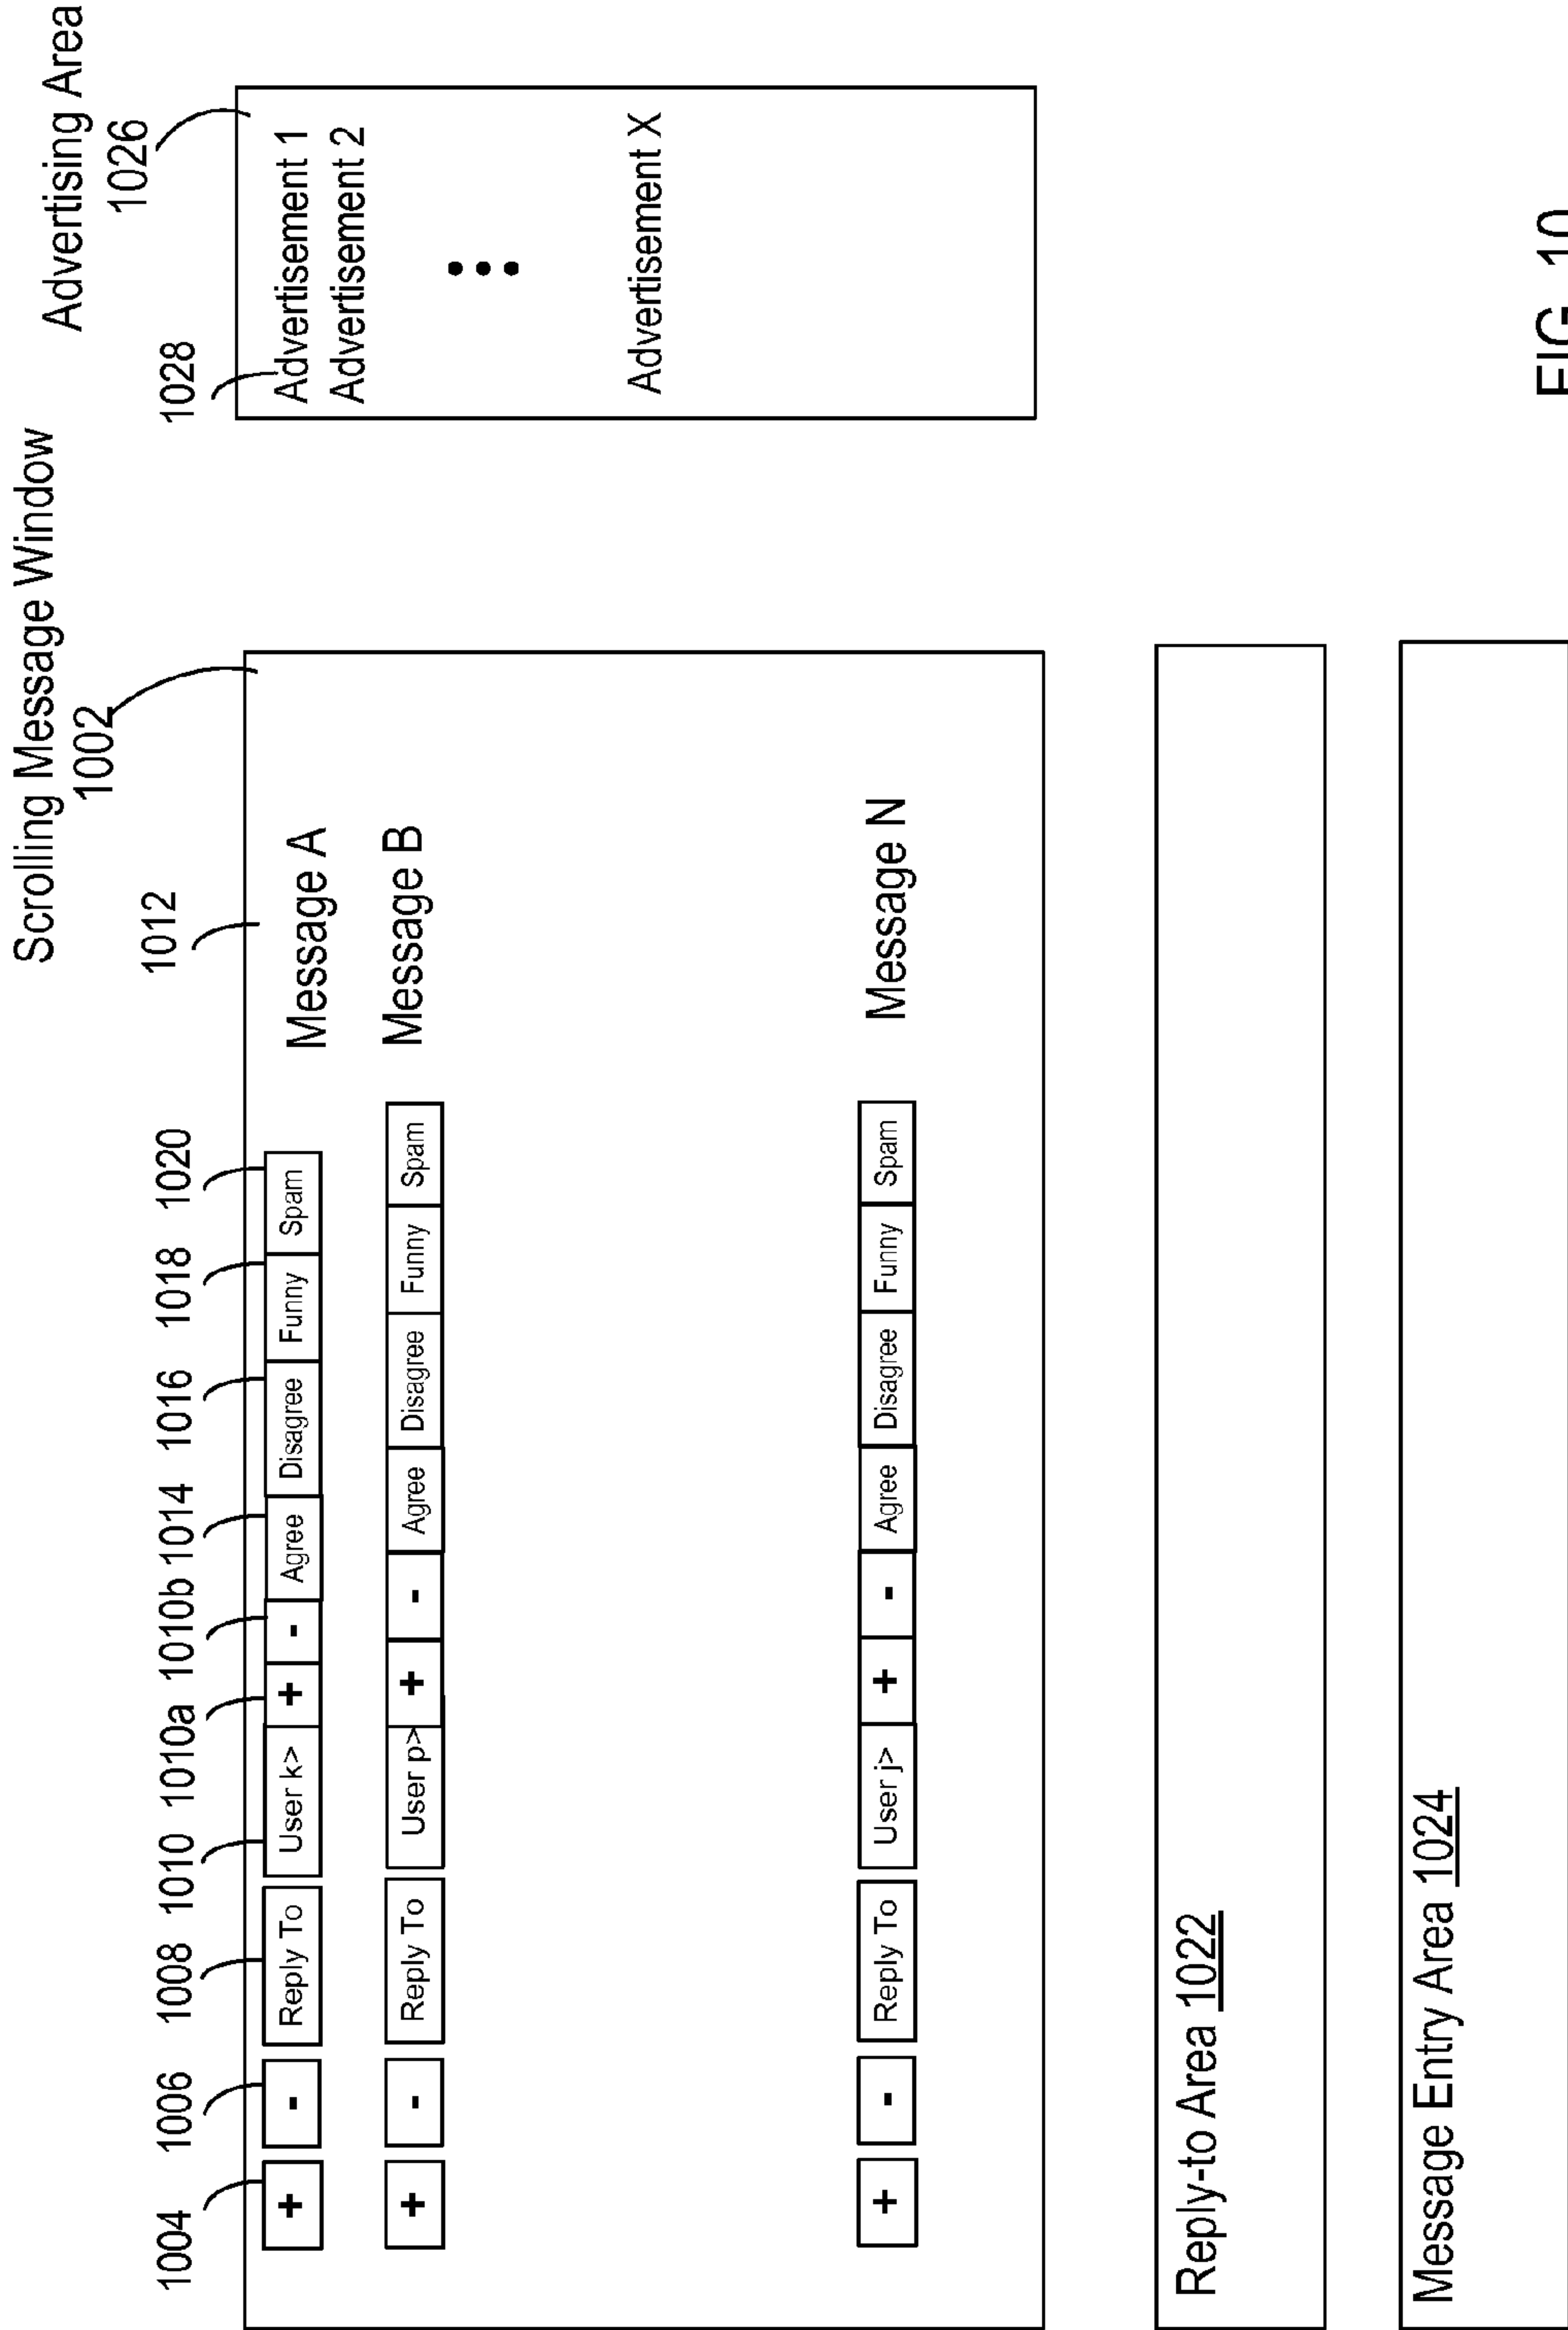 Scrolling Message Window
1002
Advertising Area
1026
1004 1006 1008 1010 1010a 1010b 1014 1016 1018 1020 1012
1028
+ - Reply To User k> + - Agree Disagree Funny Spam Message A
+ - Reply To User p> + - Agree Disagree Funny Spam Message B
+ - Reply To User j> + - Agree Disagree Funny Spam Message N
Advertisement 1
Advertisement 2
Advertisement X
Reply-to Area 1022
Message Entry Area 1024
FIG. 10